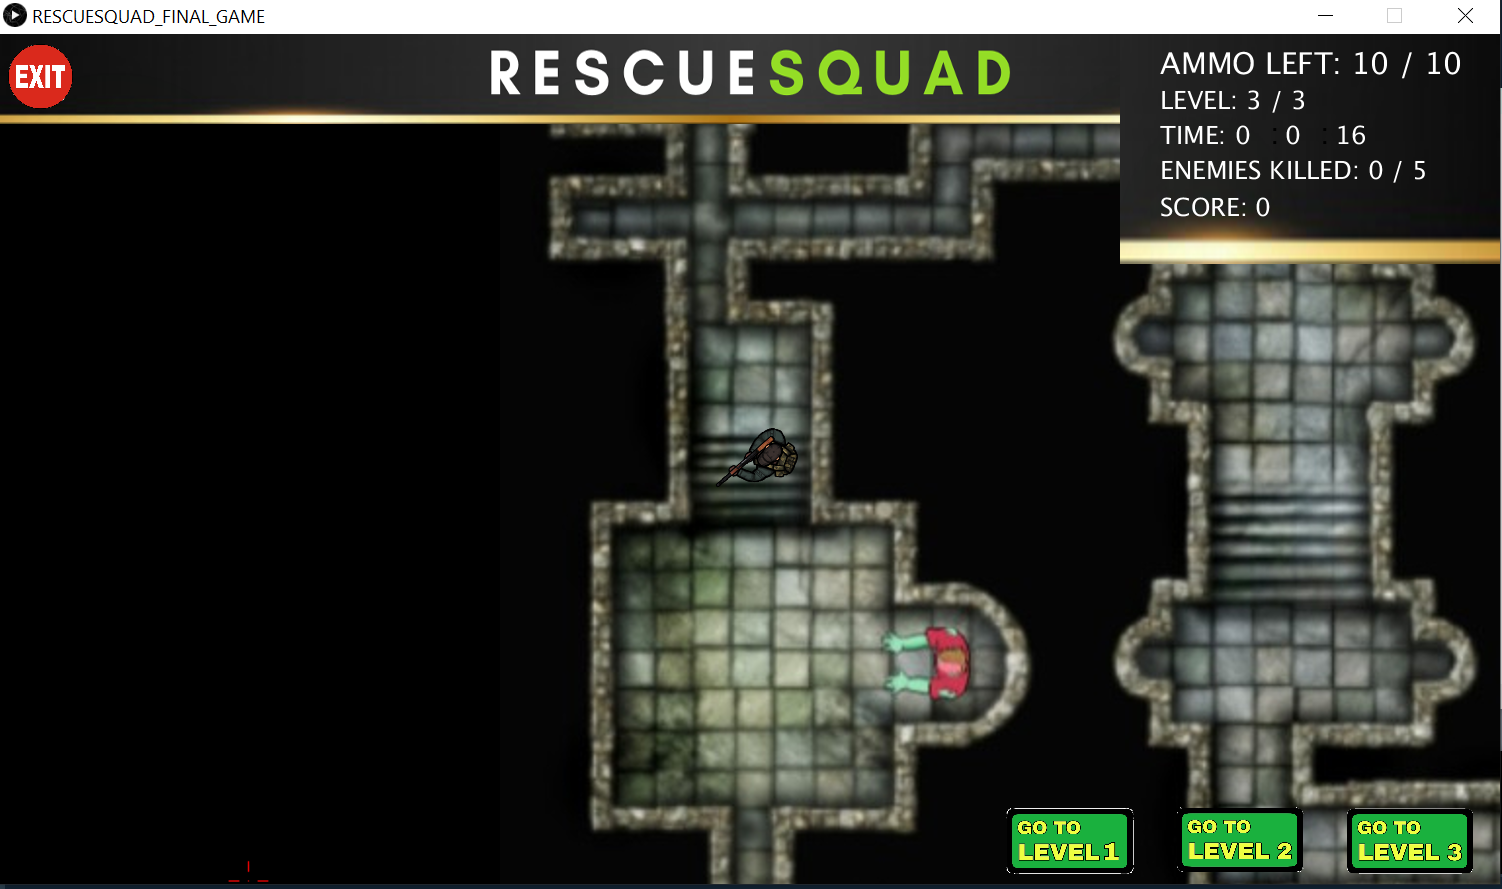 RESCUESQUAD_FINAL_GAME
EXIT
RESCUESQUAD
AMMO LEFT: 10 / 10
LEVEL: 3 / 3
TIME: 0 : 0 : 16
ENEMIES KILLED: 0 / 5
SCORE: 0
GO TO
LEVEL 1
GO TO
LEVEL 2
GO TO
LEVEL 3